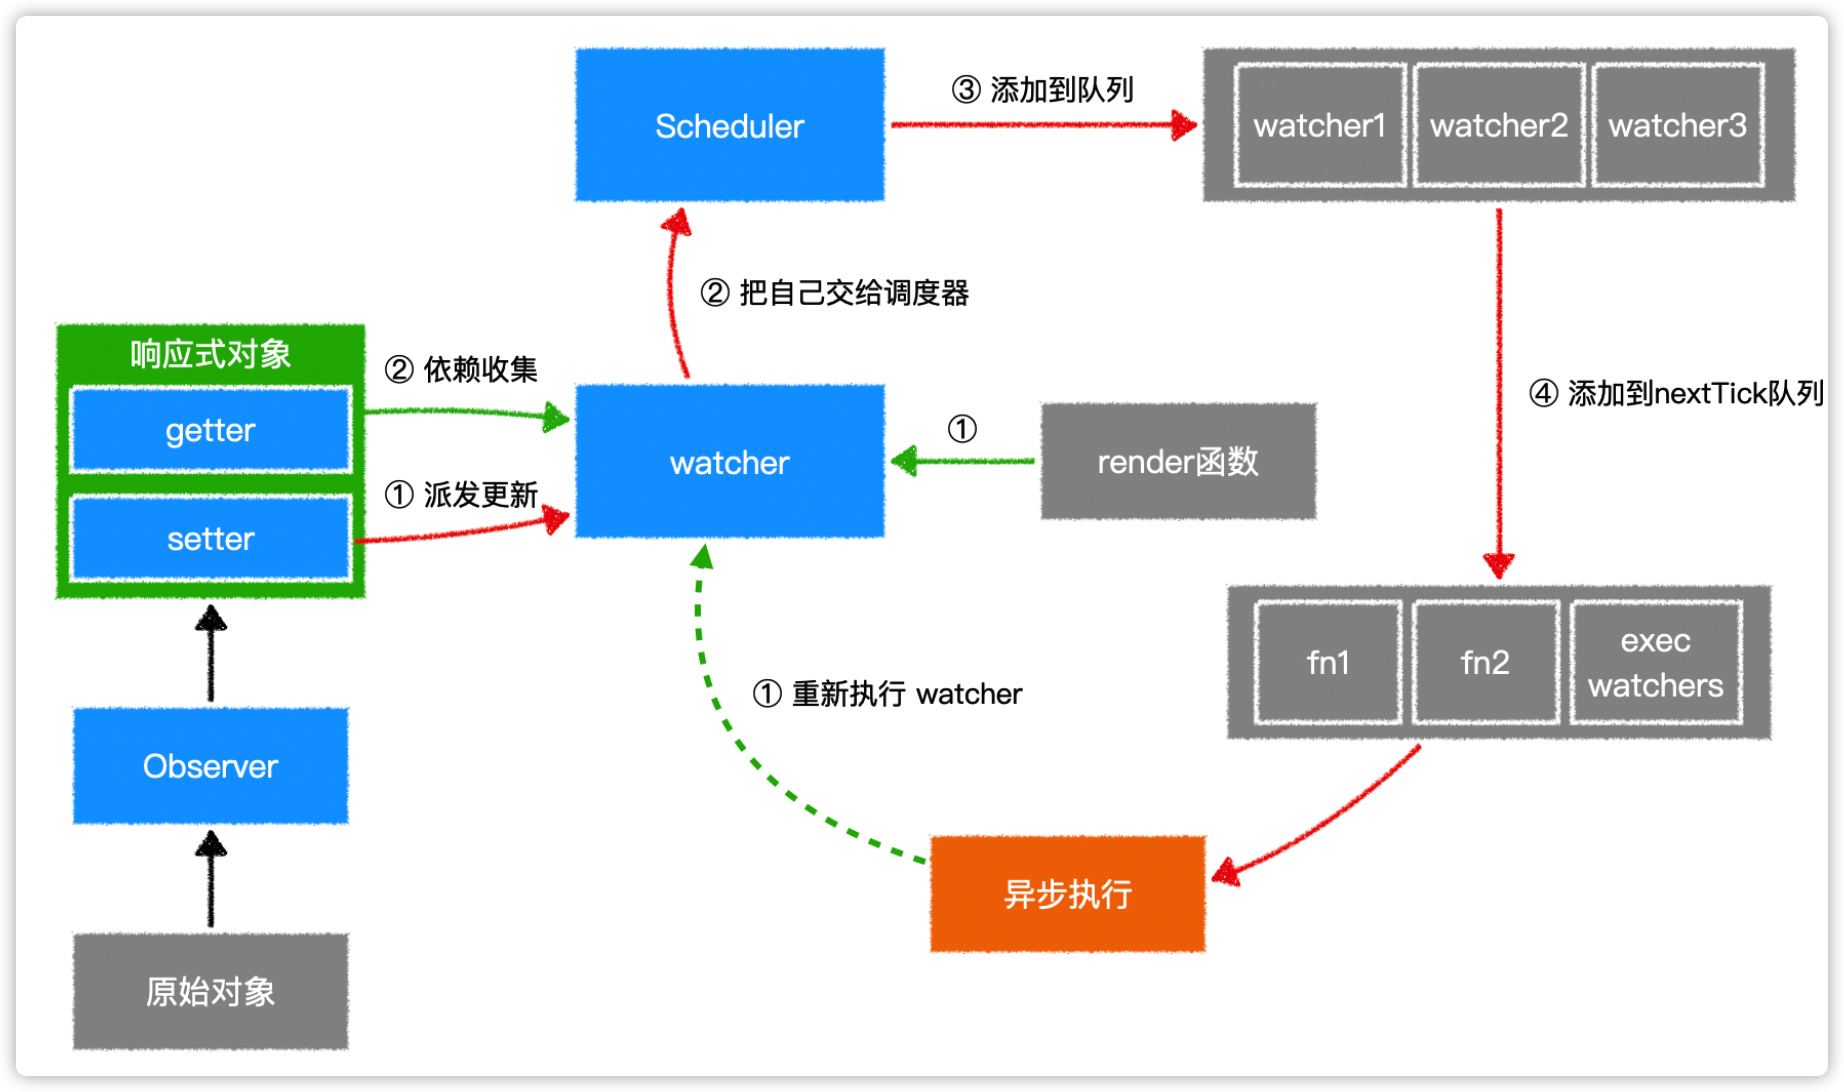 Scheduler
③ 添加到队列
watcher1
watcher2
watcher3
② 把自己交给调度器
响应式对象
② 依赖收集
getter
① 派发更新
setter
watcher
①
render函数
④ 添加到nextTick队列
fn1
fn2
exec
watchers
① 重新执行 watcher
Observer
异步执行
原始对象